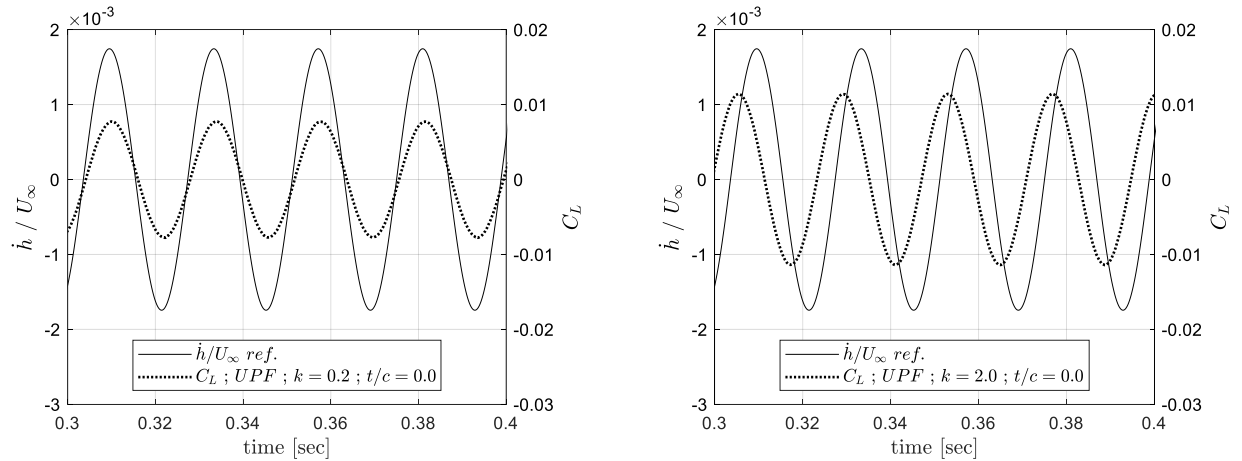 ×10⁻³
2
1
0
-1
-2
-3
ḣ / U∞
0.02
0.01
0
-0.01
-0.02
-0.03
C_L
ḣ/U∞ ref.
C_L ; UPF ; k = 0.2 ; t/c = 0.0
0.3 0.32 0.34 0.36 0.38 0.4
time [sec]
×10⁻³
2
1
0
-1
-2
-3
ḣ / U∞
0.02
0.01
0
-0.01
-0.02
-0.03
C_L
ḣ/U∞ ref.
C_L ; UPF ; k = 2.0 ; t/c = 0.0
0.3 0.32 0.34 0.36 0.38 0.4
time [sec]